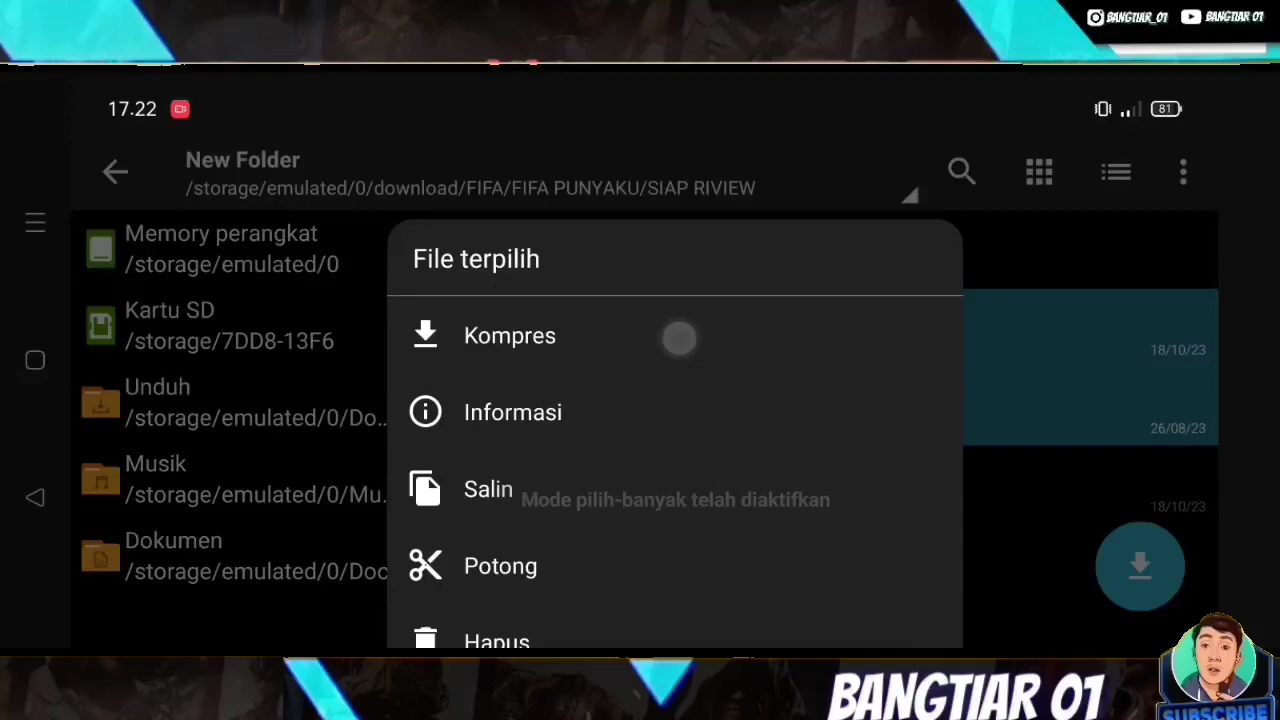 BANGTIAR_01 BANGTIAR 01
17.22
81
New Folder
/storage/emulated/0/download/FIFA/FIFA PUNYAKU/SIAP RIVIEW
Memory perangkat
/storage/emulated/0
Kartu SD
/storage/7DD8-13F6
Unduh
/storage/emulated/0/Do...
Musik
/storage/emulated/0/Mu.
Dokumen
/storage/emulated/0/Doc
File terpilih
Kompres
Informasi
Salin
Mode pilih-banyak telah diaktifkan
Potong
Hapus
18/10/23
26/08/23
18/10/23
BANGTIAR 01
SUBSCRIBE